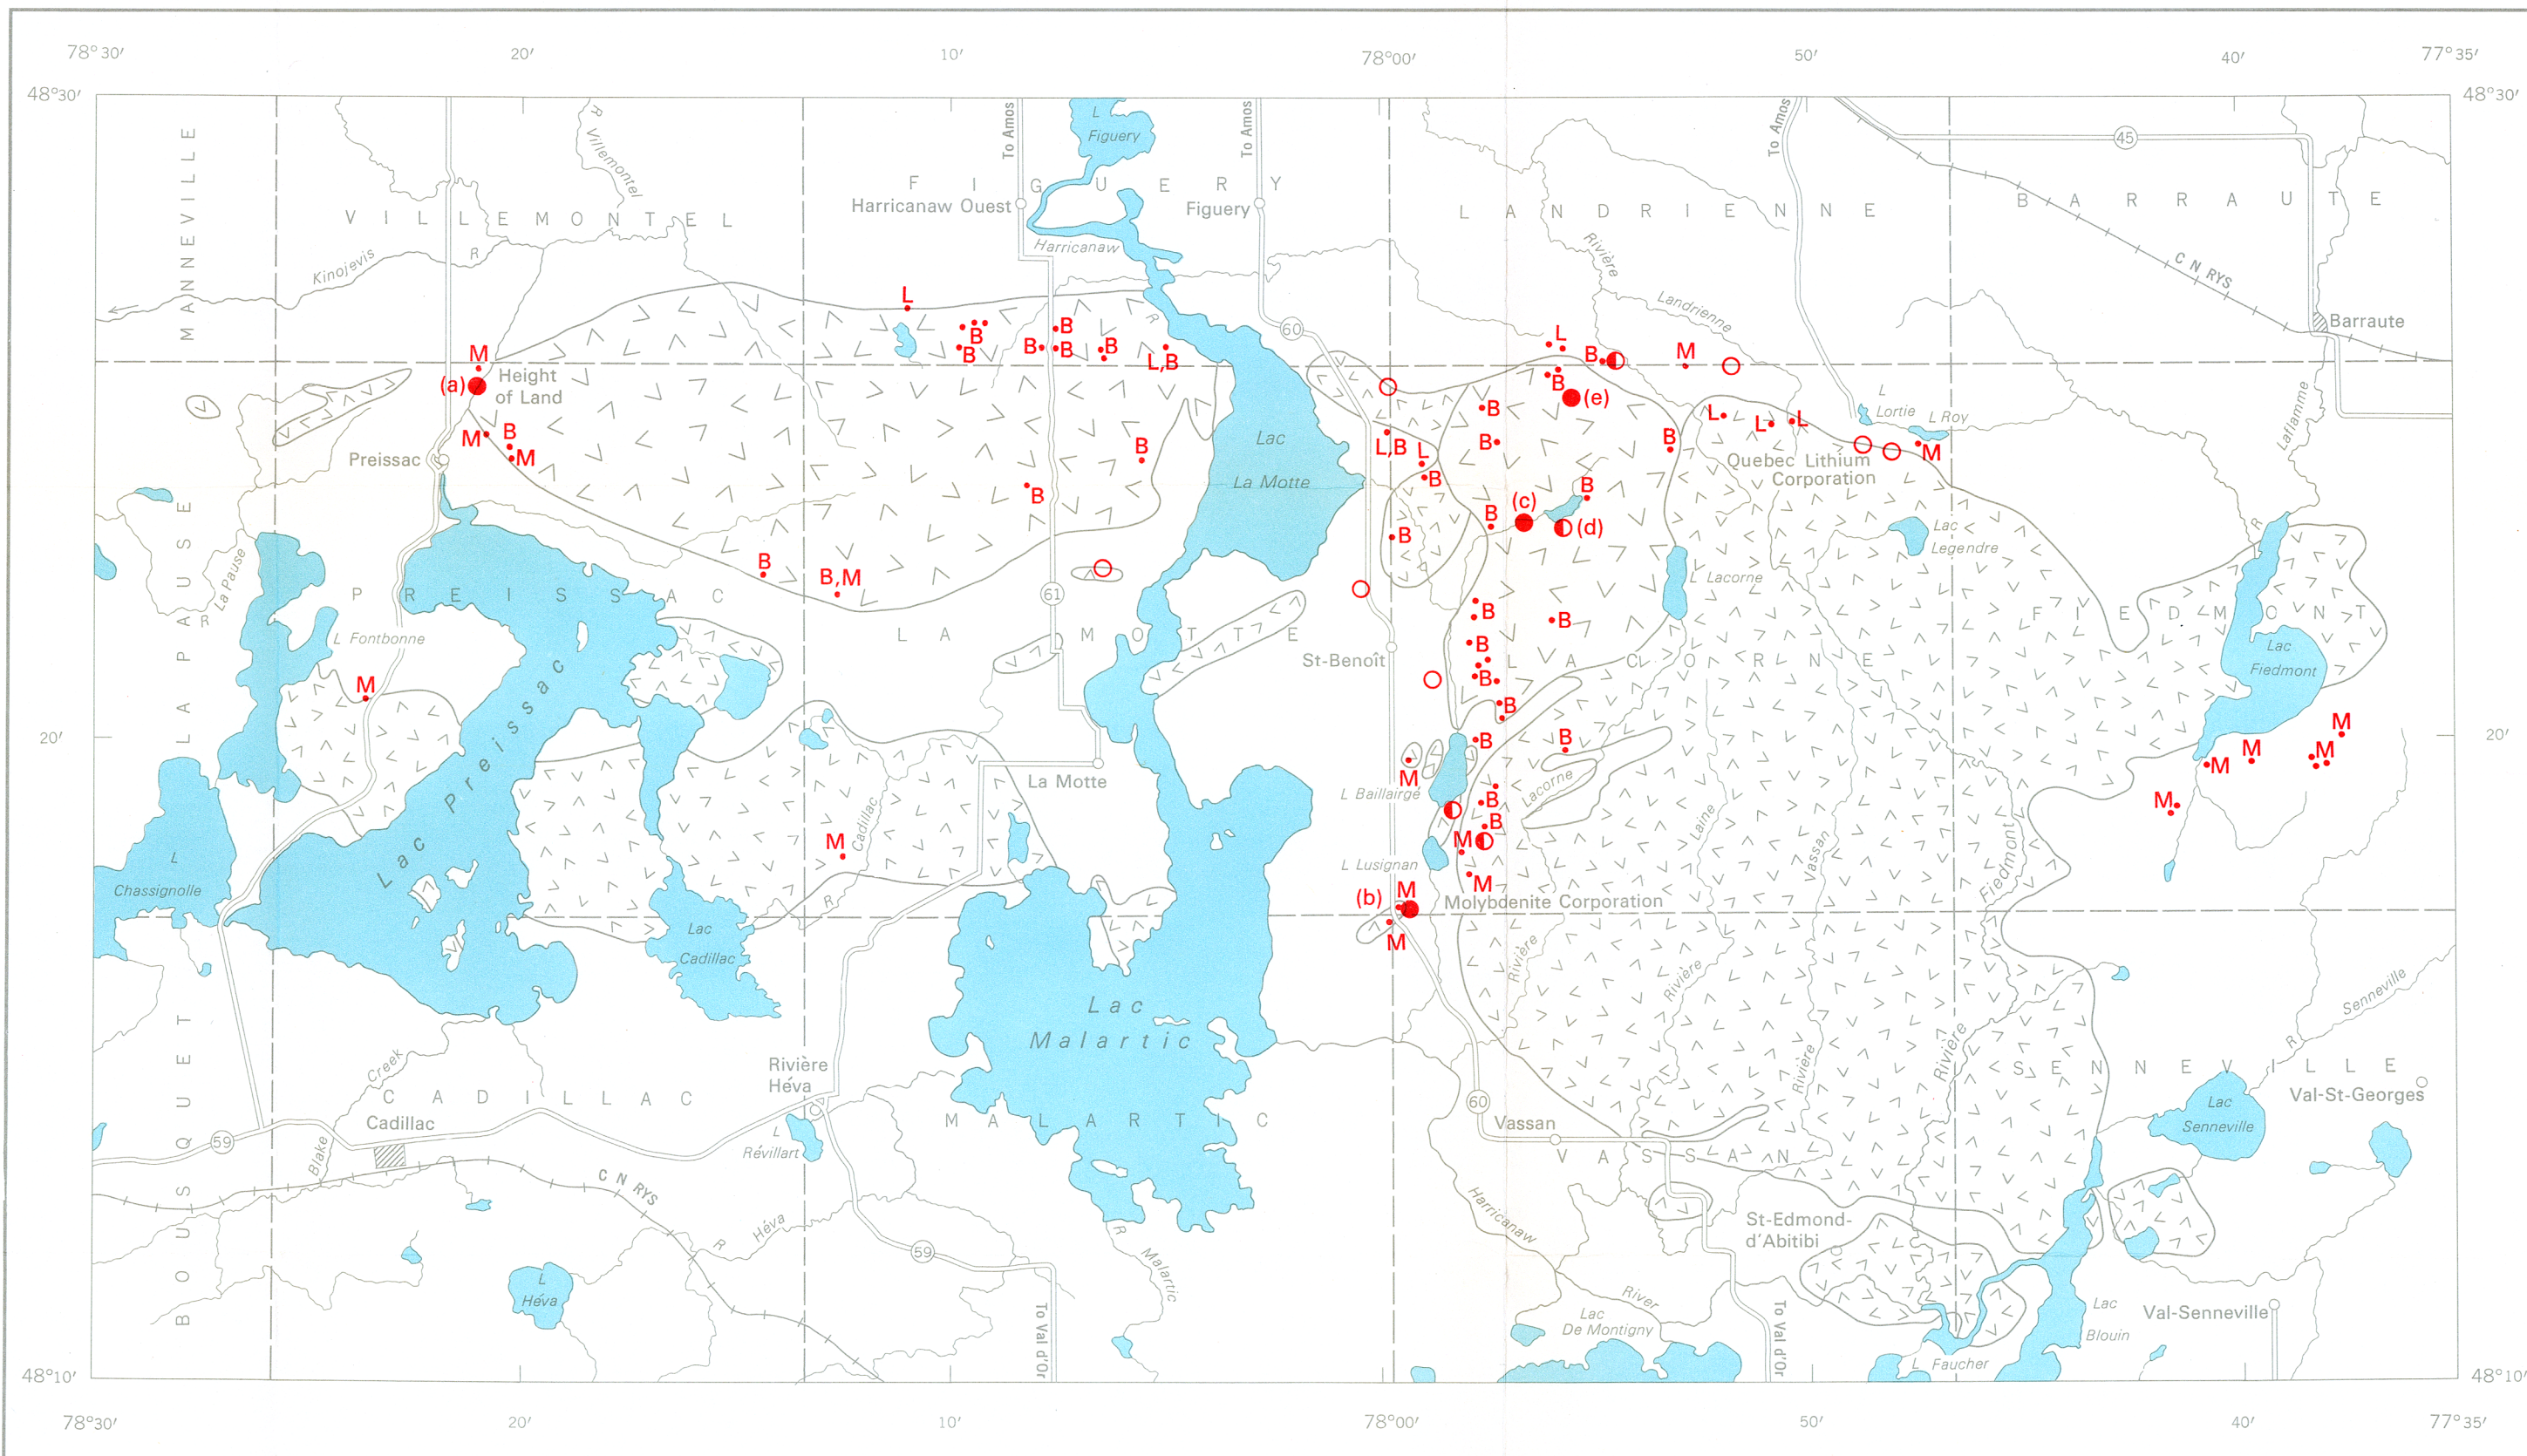 78°30′ 20′ 10′ 78°00′ 50′ 40′ 77°35′
48°30′ 48°30′
To Amos To Amos To Amos
L
Figuery
45
R Villemontel
MANNEVILLE
FIGUERY
VILLEMONTEL
Harricanaw Ouest
Figuery
LANDRIENNE
BARRAUTE
Harricanaw
R
Kinojevis
R
Rivière
Landrienne
C N RYS
Barraute
60
L
B
B
B
B
B
B
L,B
M
(a)
Height
of Land
M
B
M
Preissac
B
B
B
B,M
Lac
La Motte
L
B
M
B
(e)
B
B
B
L,B
L
B
L
L
L
L
Lortie
L Roy
M
Quebec Lithium
Corporation
Laflamme
R
B
(c)
(d)
B
B
Lac
Legendre
L Lacorne
LA PAUSE
La Pause
R
PREISSAC
L Fontbonne
61
LA MOTTE
St-Benoît
B
B
B
B
B
LACORNE
FIEDMONT
Lac
Fiedmont
M
20′ 20′
Lac Preissac
La Motte
B
B
M
L Baillairgé
Lacorne
B
B
M
M
M
M
M
M
M
L
Chassignolle
M
Cadillac
R
L Lusignan
M
(b)
Molybdenite Corporation
M
Laine
Vassan
Fiedmont
Rivière
Rivière
Rivière
Rivière
Lac
Cadillac
Lac
Malartic
BOUSQUET
Senneville
R
SENNEVILLE
Val-St-Georges
Rivière
Héva
Creek
CADILLAC
Cadillac
Blake
59
MALARTIC
L
Révillart
60
Vassan
VASSAN
Lac
Senneville
C N RYS
R Héva
59
Harricanaw
River
R Malartic
St-Edmond-
d'Abitibi
L
Héva
Lac
De Montigny
Lac
Blouin
Val-Senneville
L Faucher
To Val d'Or To Val d'Or
48°10′ 48°10′
78°30′ 20′ 10′ 78°00′ 50′ 40′ 77°35′